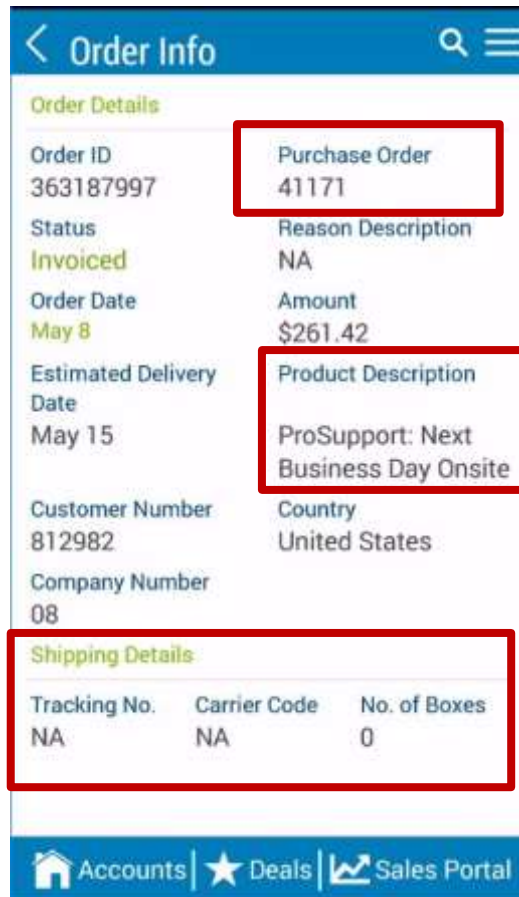 Order Info
Order Details
Order ID Purchase Order
363187997 41171
Status Reason Description
Invoiced NA
Order Date Amount
May 8 $261.42
Estimated Delivery Product Description
Date
May 15 ProSupport: Next
Business Day Onsite
Customer Number Country
812982 United States
Company Number
08
Shipping Details
Tracking No. Carrier Code No. of Boxes
NA NA 0
Accounts Deals Sales Portal